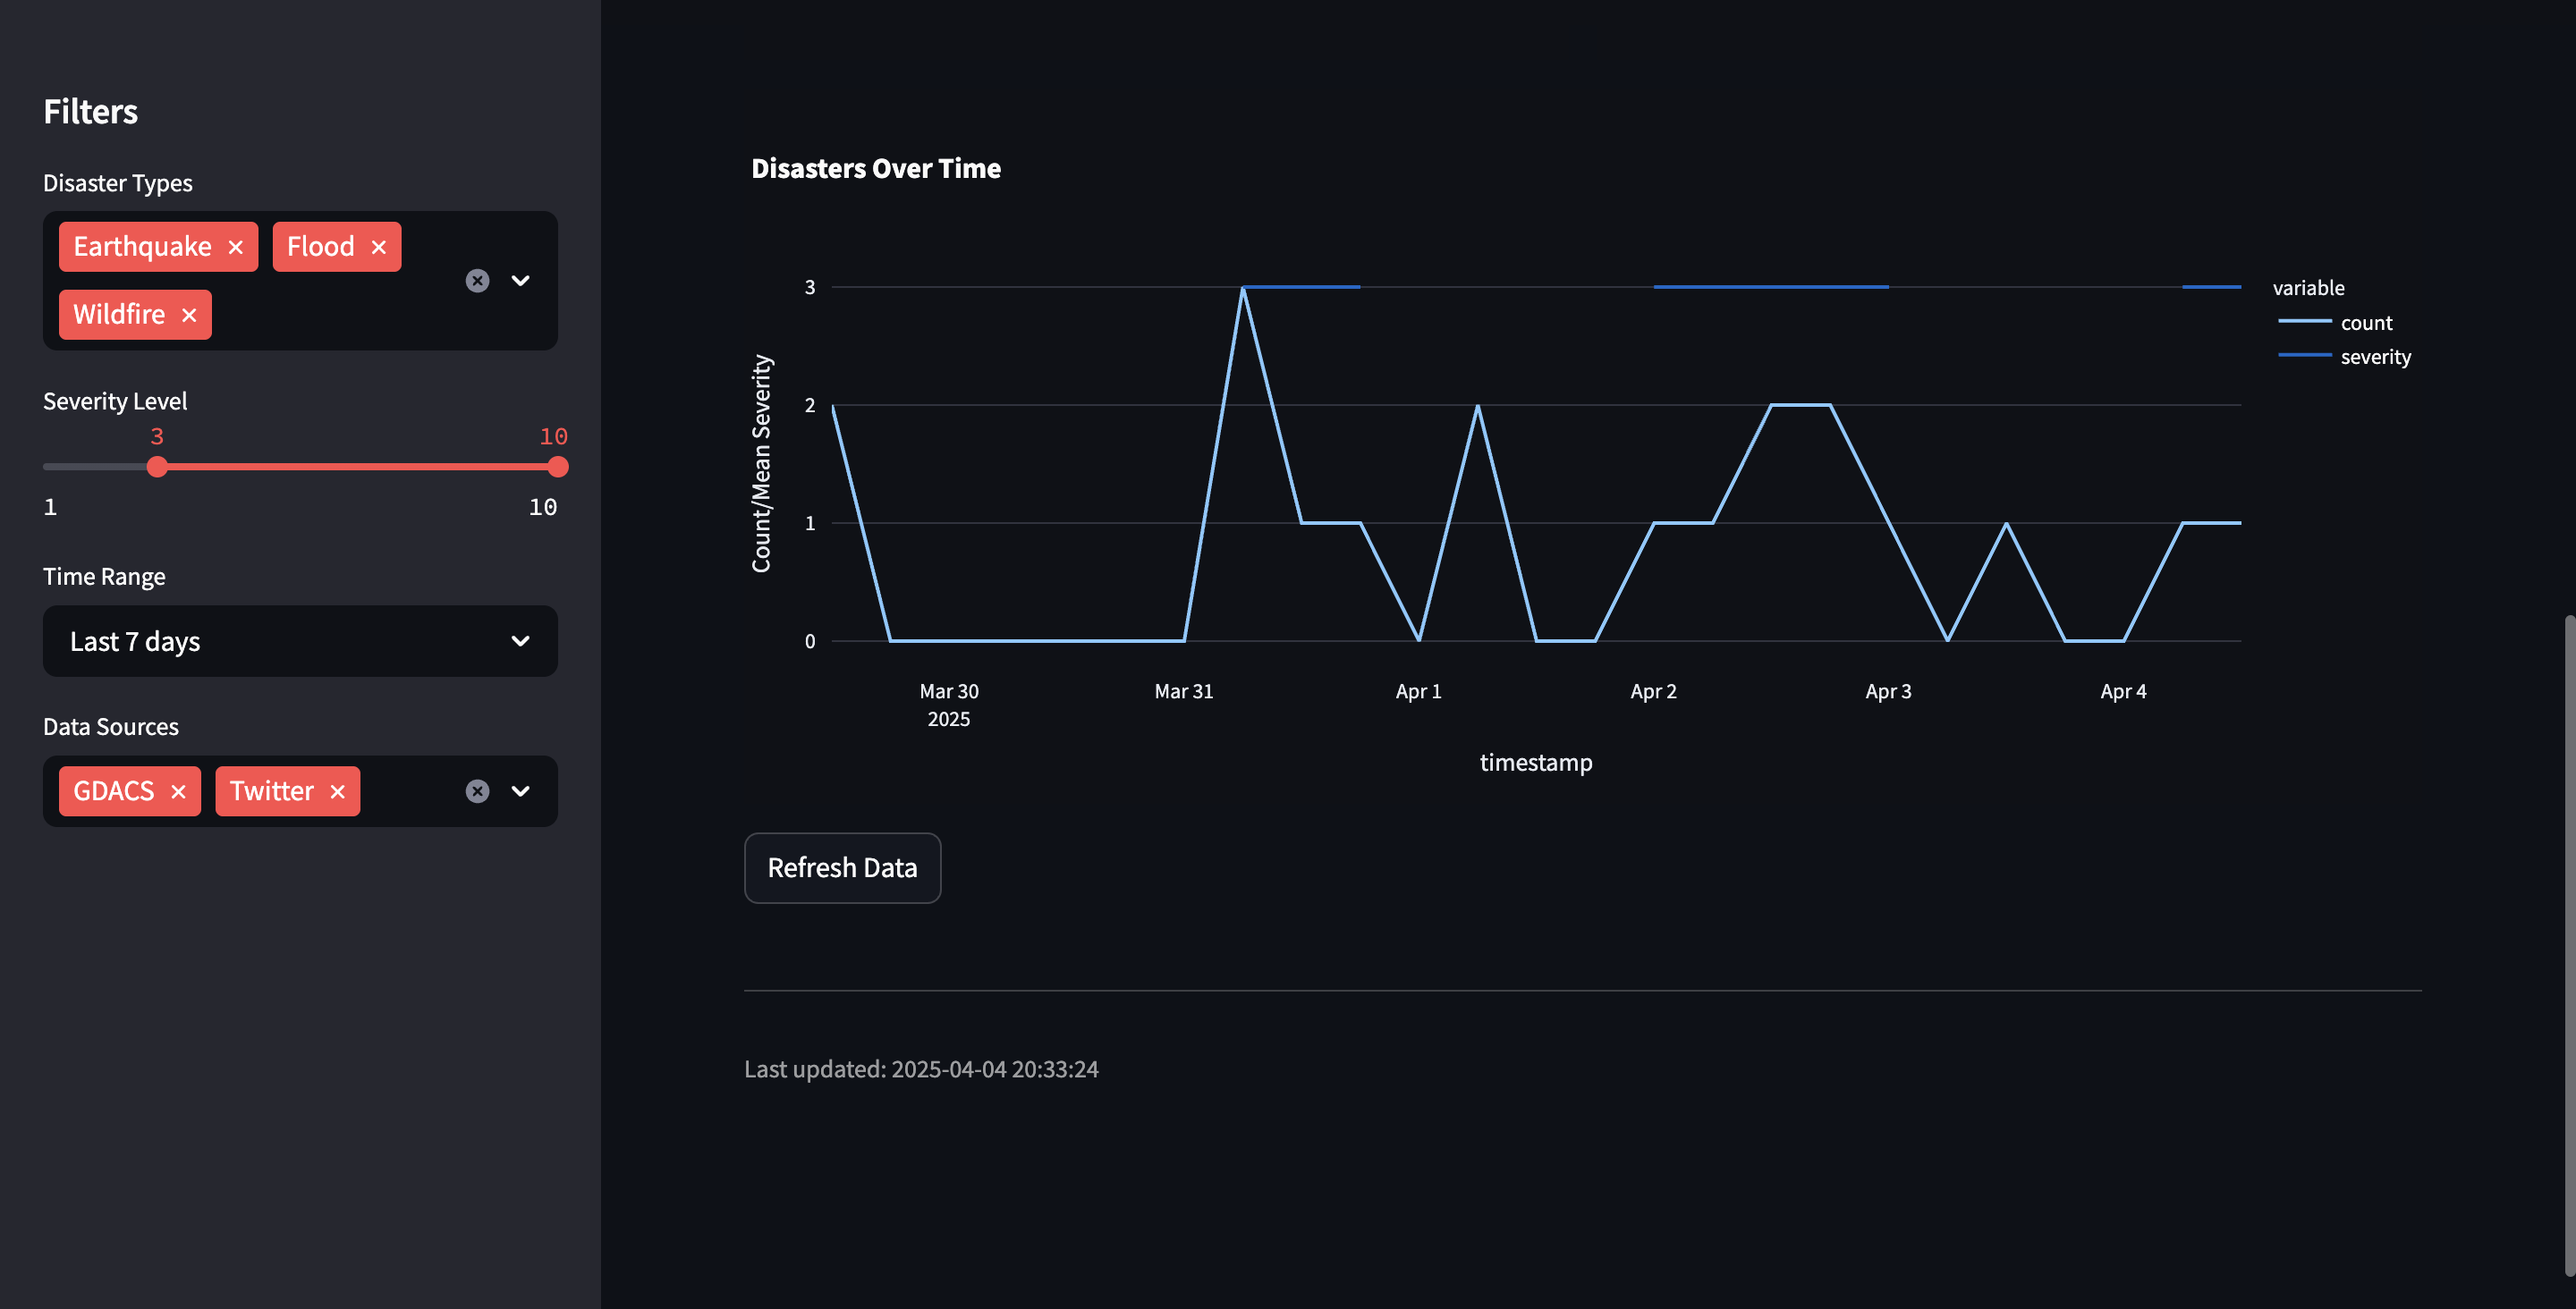 Filters
Disaster Types
Earthquake
Flood
Wildfire
Severity Level
3
10
1
10
Time Range
Last 7 days
Data Sources
GDACS
Twitter
Disasters Over Time
3
2
1
0
Count/Mean Severity
Mar 30
2025
Mar 31
Apr 1
Apr 2
Apr 3
Apr 4
timestamp
variable
count
severity
Refresh Data
Last updated: 2025-04-04 20:33:24